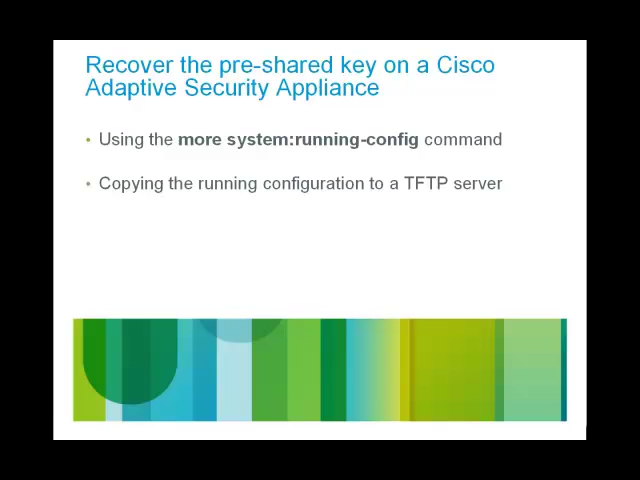 Recover the pre-shared key on a Cisco
Adaptive Security Appliance
• Using the more system:running-config command
• Copying the running configuration to a TFTP server